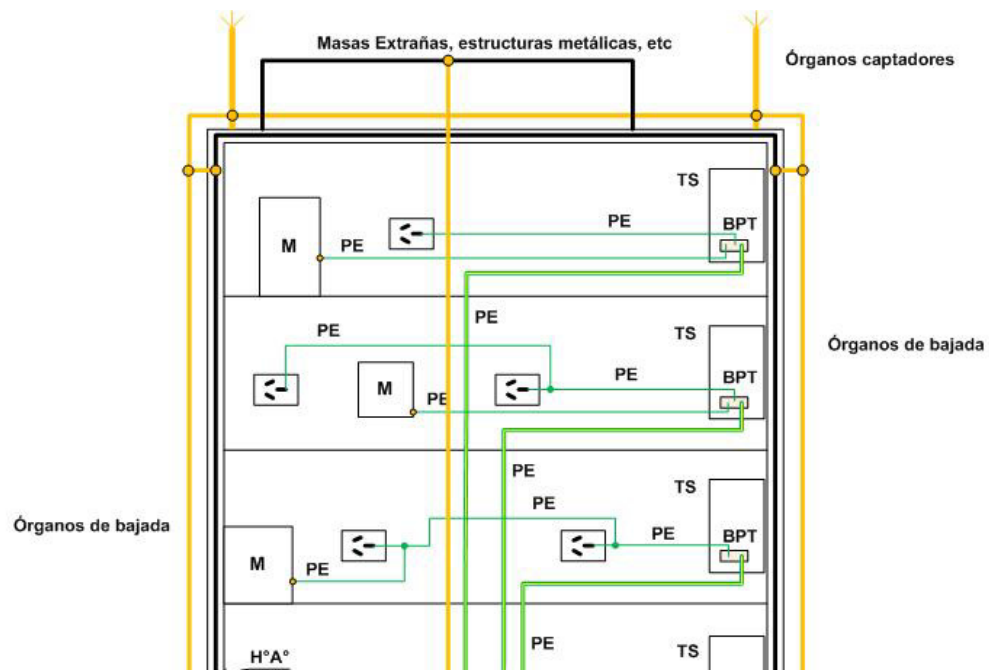 Masas Extrañas, estructuras metálicas, etc
Órganos captadores
TS
PE
BPT
M
PE
PE
PE
TS
Órganos de bajada
PE
BPT
M
PE
PE
TS
PE
Órganos de bajada
PE
BPT
M
PE
PE
TS
H°A°